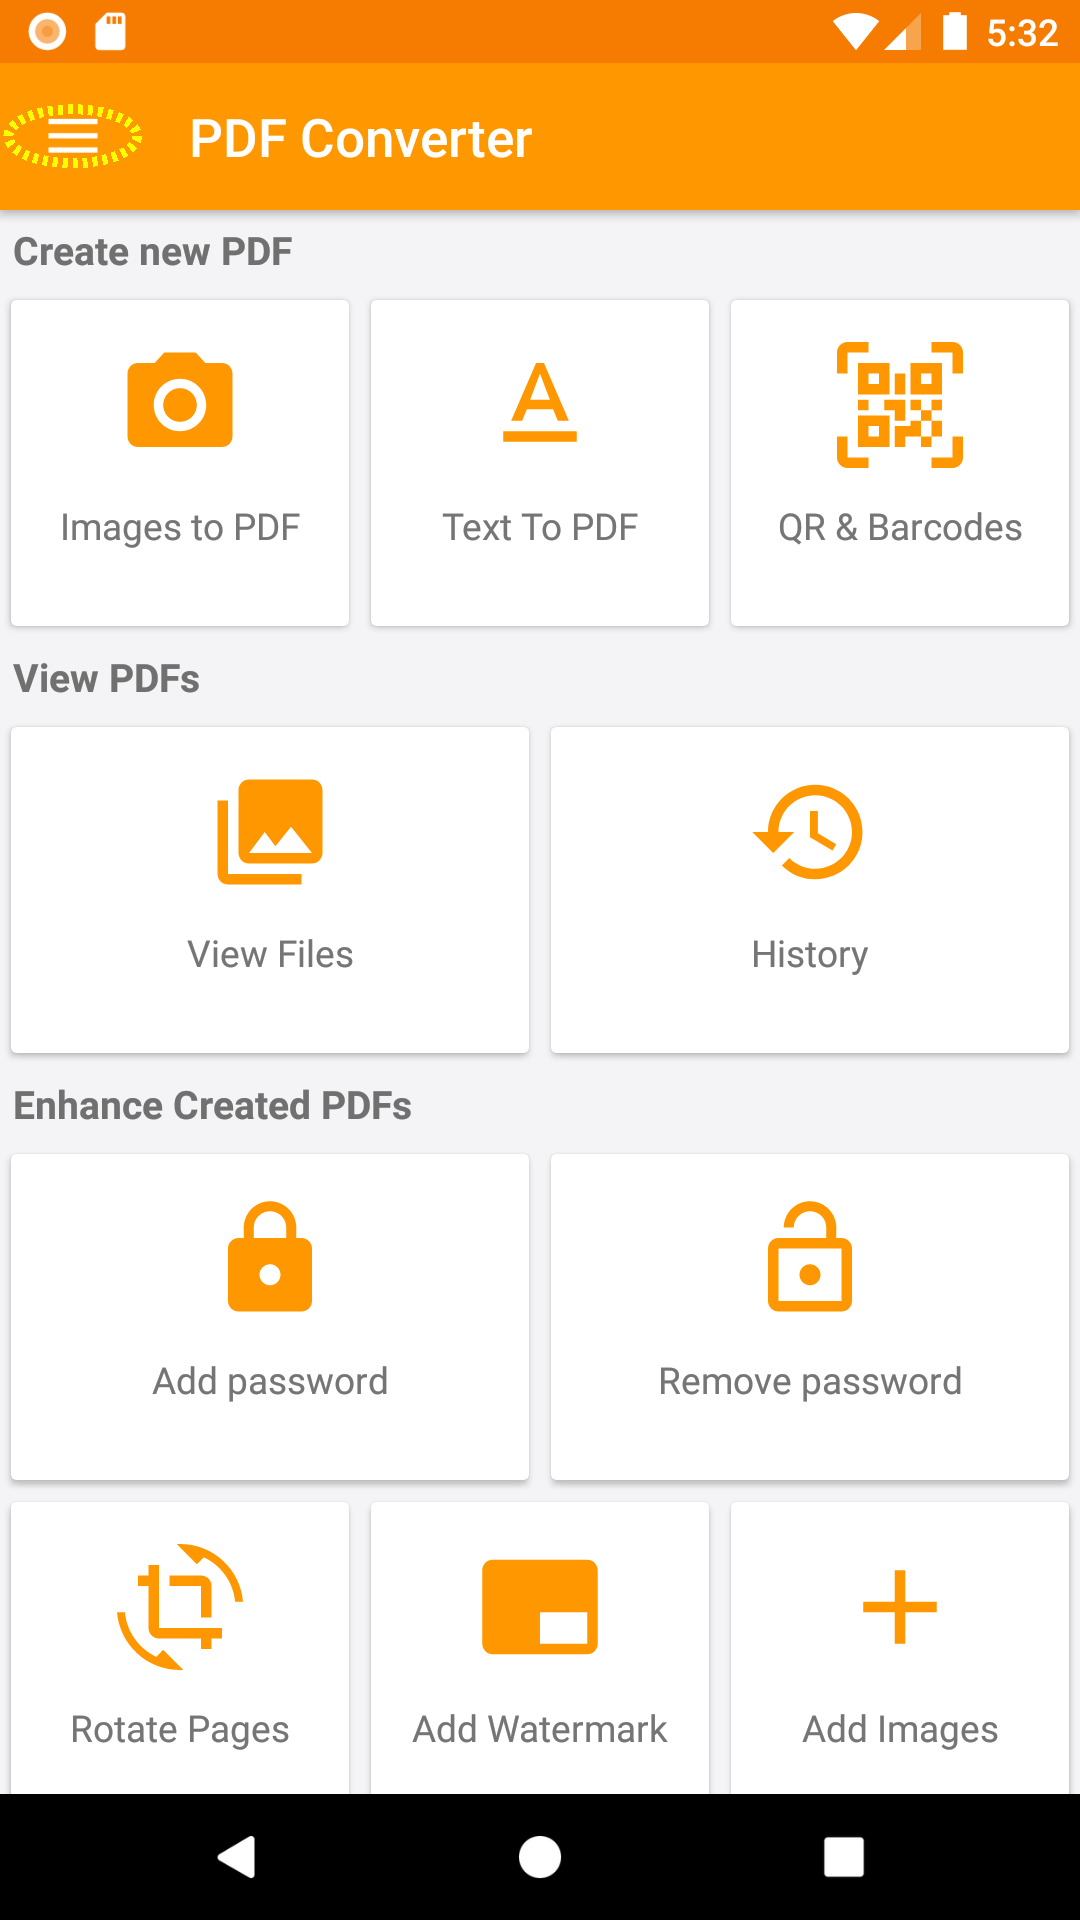 5:32
PDF Converter
Create new PDF
Images to PDF
Text To PDF
QR & Barcodes
View PDFs
View Files
History
Enhance Created PDFs
Add password
Remove password
Rotate Pages
Add Watermark
Add Images